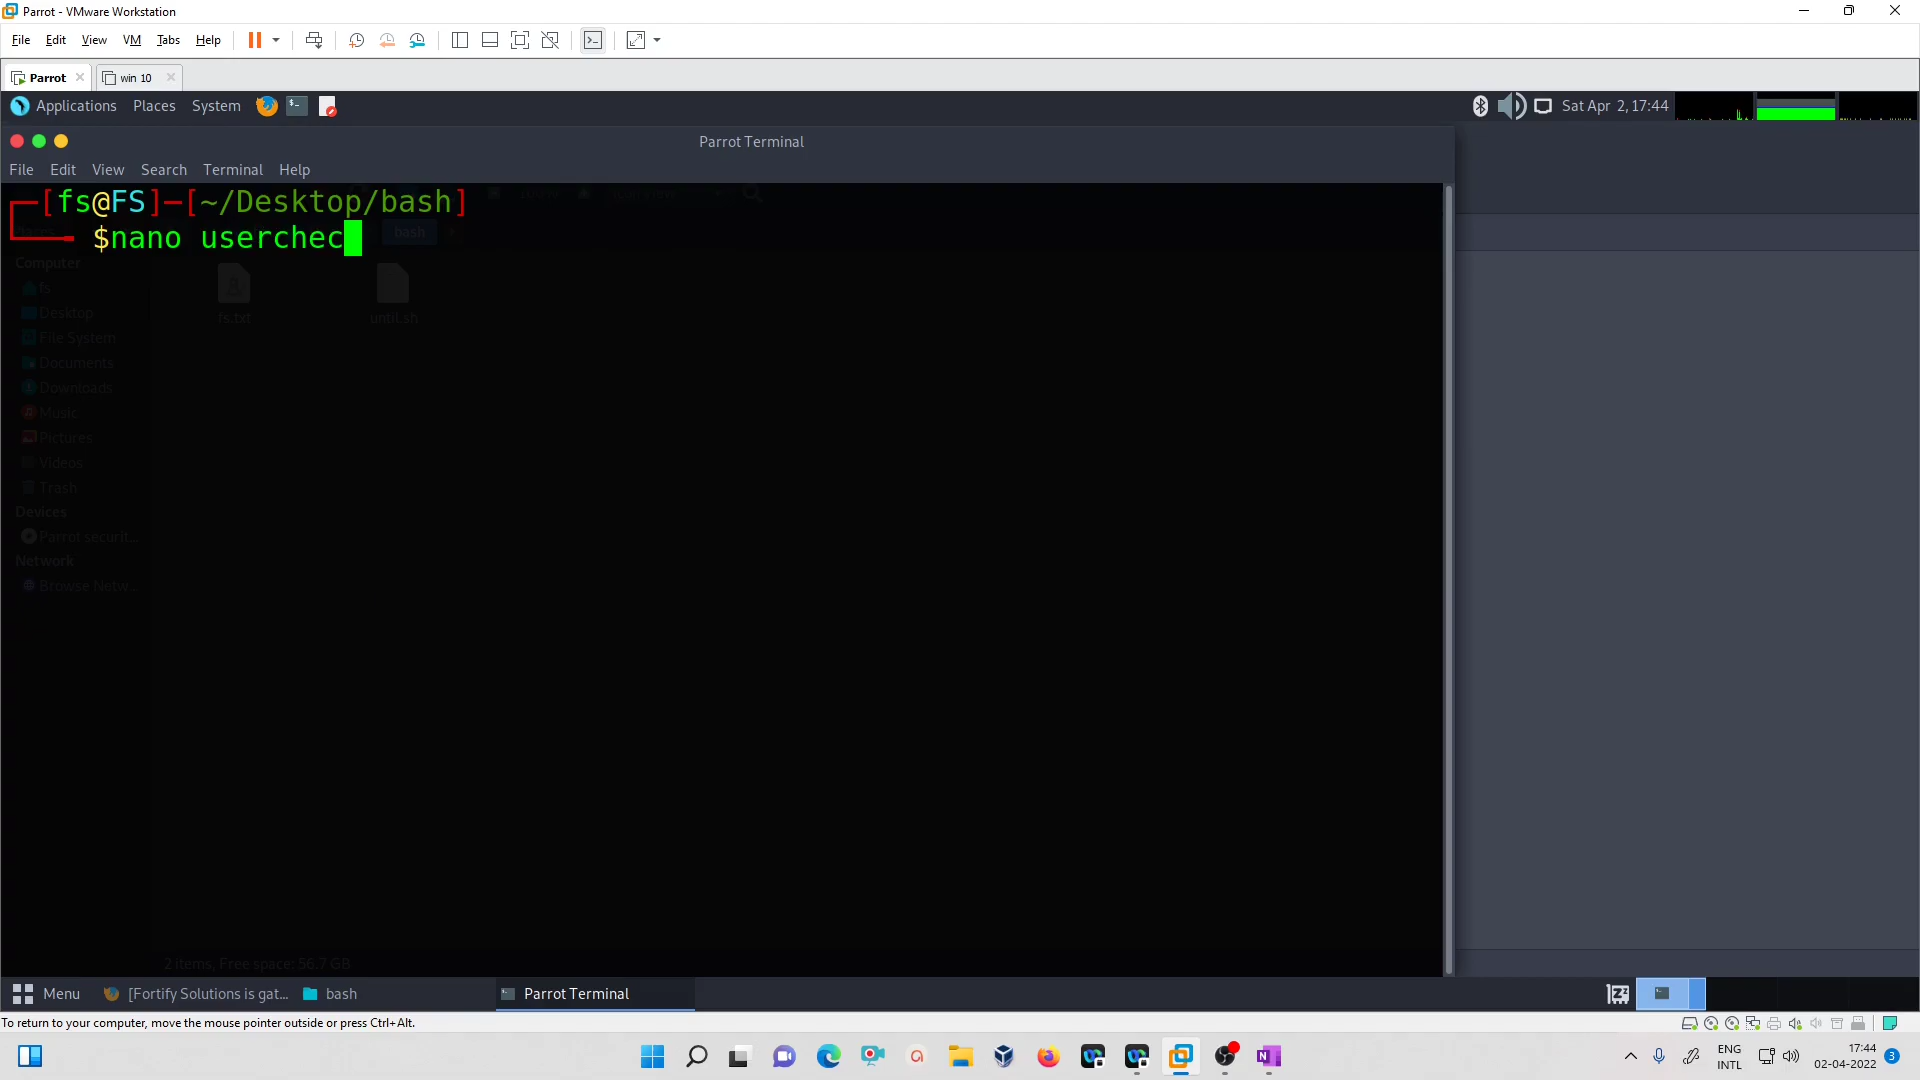 Parrot - VMware Workstation
File Edit View VM Tabs Help
Parrot win 10
Applications Places System Sat Apr 2, 17:44
Parrot Terminal
File Edit View Search Terminal Help
[fs@FS]─[~/Desktop/bash]
$nano userchec
bash
Computer
fs
fs.txt until.sh
Desktop
File System
Documents
Downloads
Music
Pictures
Videos
Trash
Devices
Parrot securit...
Network
Browse Netw...
2 items, Free space: 56.7 GB
Menu [Fortify Solutions is gat... bash Parrot Terminal
To return to your computer, move the mouse pointer outside or press Ctrl+Alt.
ENG
INTL
17:44
02-04-2022
3